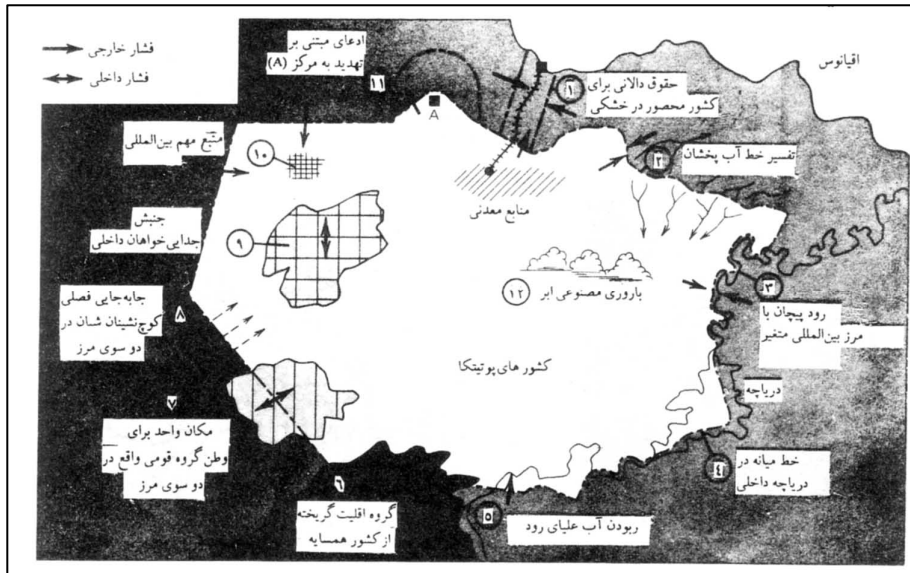 فشار خارجی
فشار داخلی
ادعای مبتنی بر
تهدید به مرکز (A)
۱۱
A
حقوق دالانی برای
کشور محصور در خشکی
۱
اقیانوس
تفسیر خط آب پخشان
۲
منبع مهم بین‌المللی
۱۰
منابع معدنی
جنبش
جدایی‌خواهان داخلی
۹
باروری مصنوعی ابر
۱۲
۳
رود پیچان با
مرز بین‌المللی متغیر
جابه‌جایی فصلی
کوچ‌نشینان شان در
دو سوی مرز
۸
کشور های پوتیتکا
دریاچه
۷
مکان واحد برای
وطن گروه قومی واقع در
دو سوی مرز
خط میانه در
دریاچه داخلی
۴
۶
گروه اقلیت گریخته
از کشور همسایه
۵
ربودن آب علیای رود